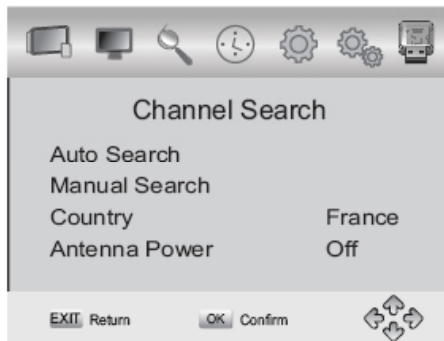 Channel Search
Auto Search
Manual Search
Country France
Antenna Power Off
EXIT Return OK Confirm